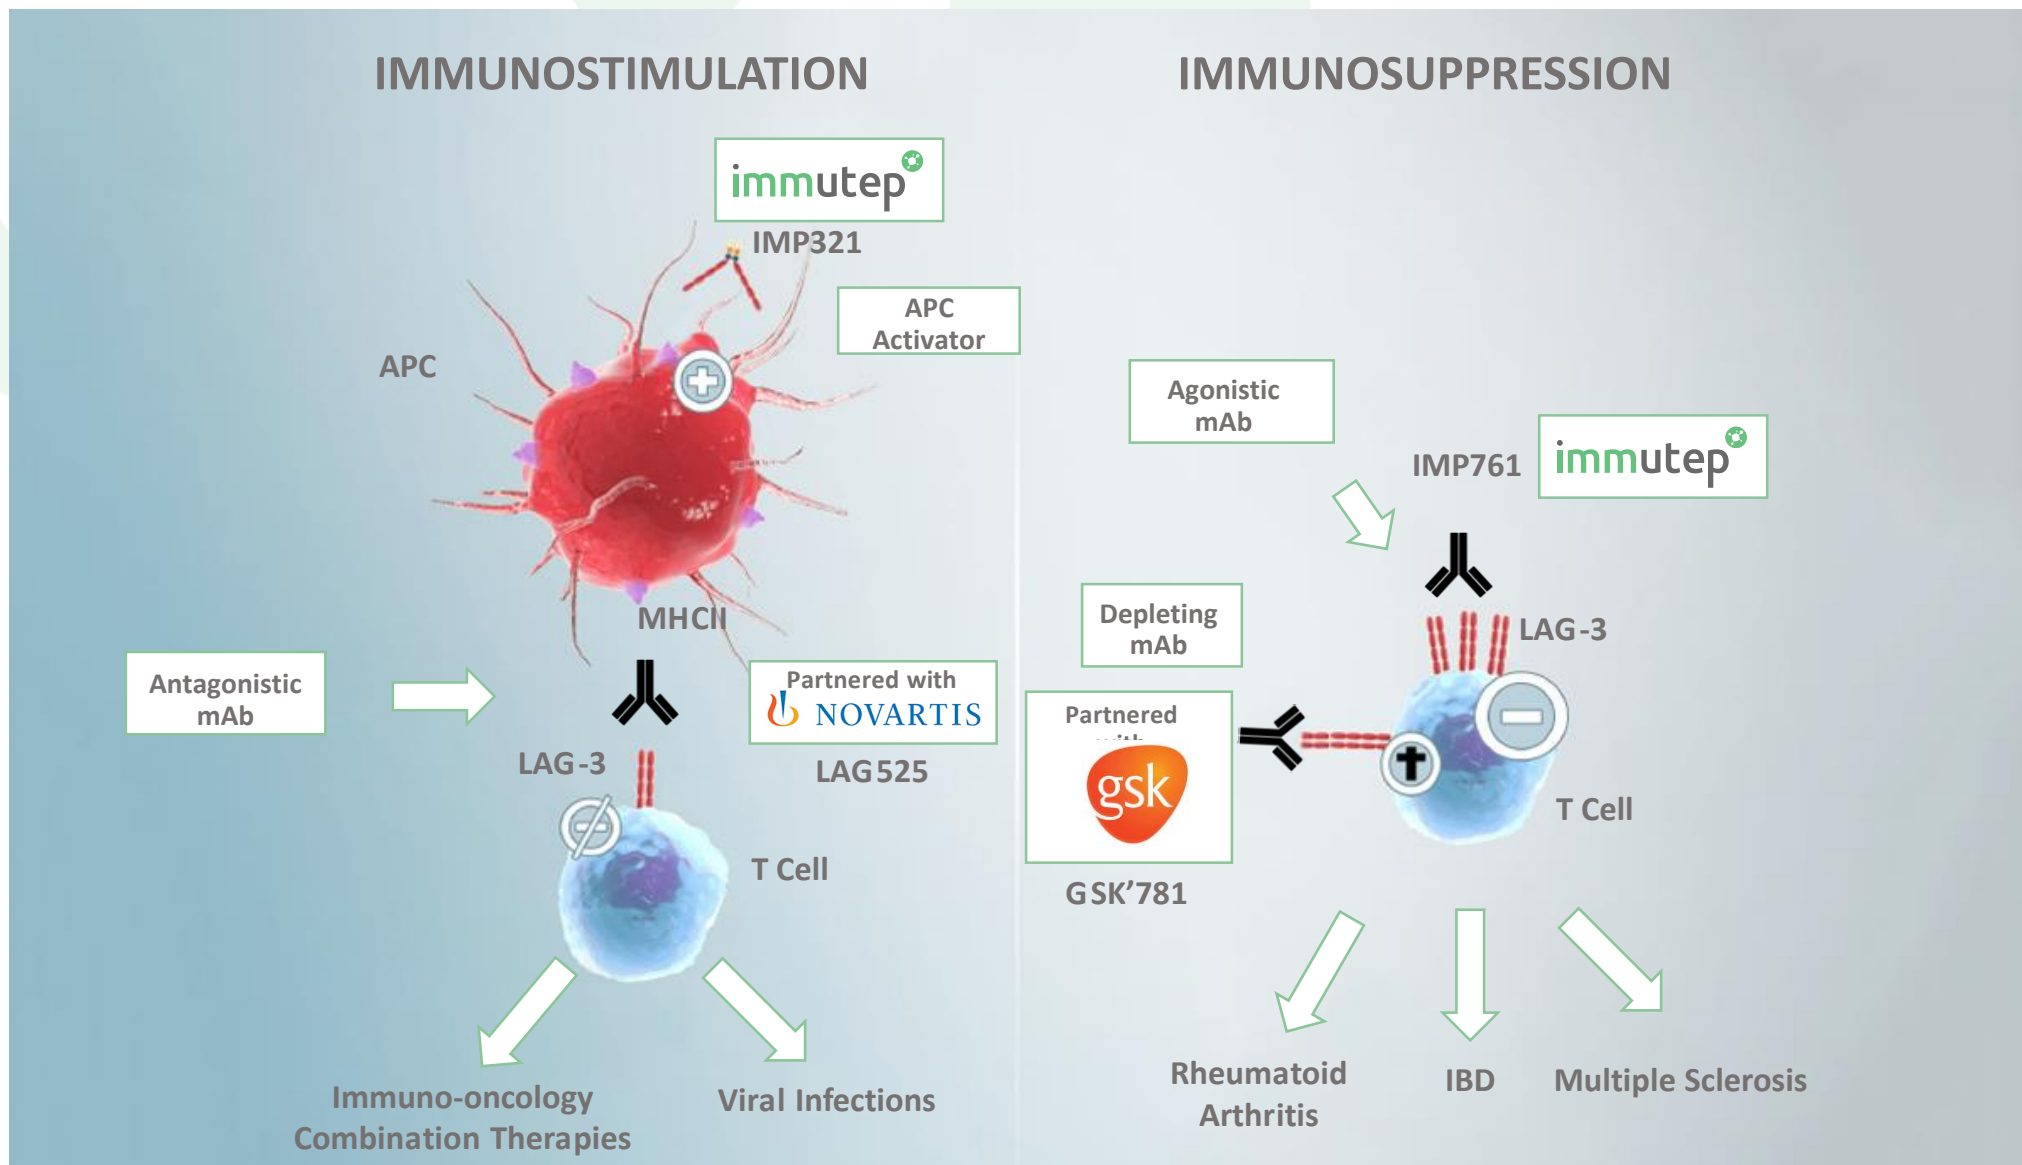 IMMUNOSTIMULATION
immutep
IMP321
APC
Activator
APC
MHCII
Antagonistic
mAb
Partnered with
NOVARTIS
LAG525
LAG-3
T Cell
Immuno-oncology
Combination Therapies
Viral Infections
IMMUNOSUPPRESSION
Agonistic
mAb
IMP761
immutep
LAG-3
Depleting
mAb
Partnered
with
gsk
GSK’781
T Cell
Rheumatoid
Arthritis
IBD
Multiple Sclerosis